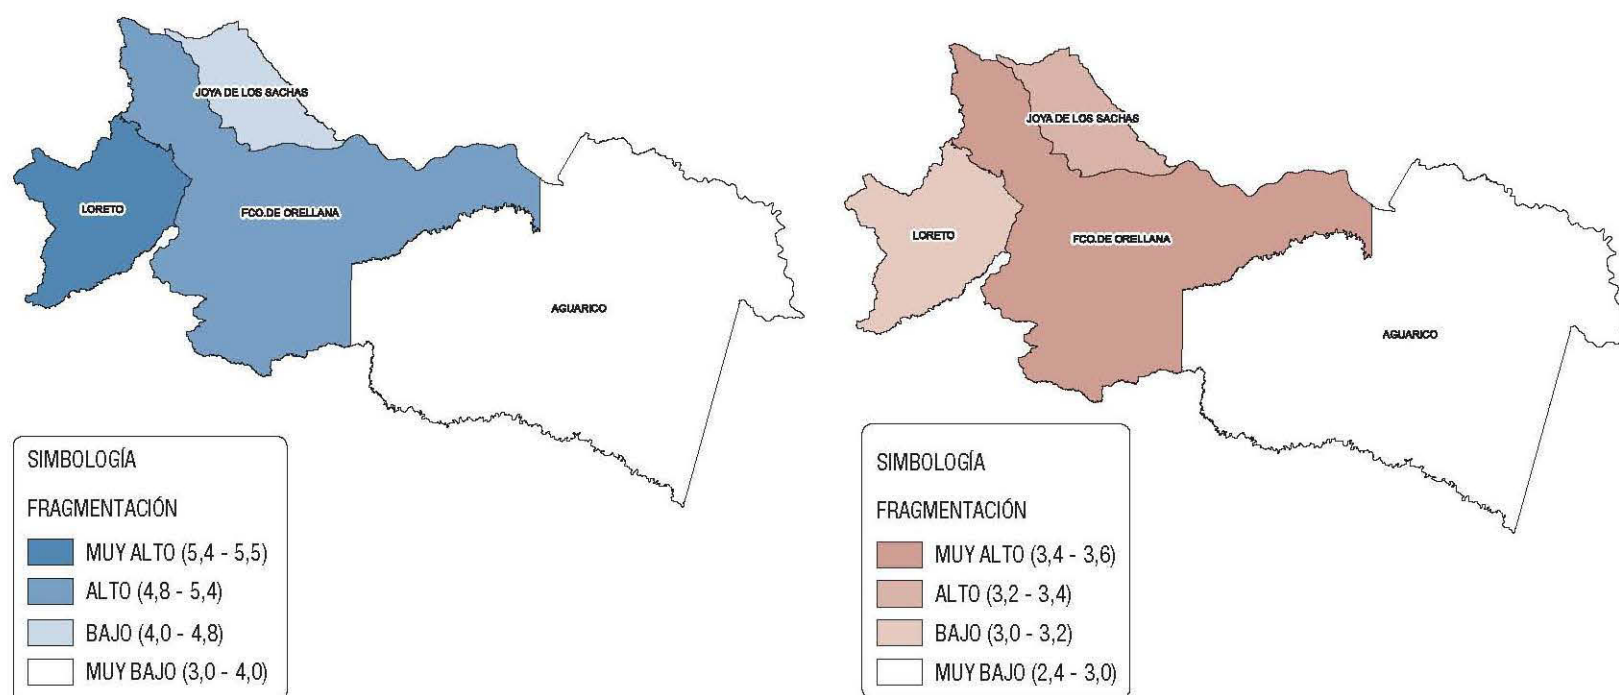 JOYA DE LOS SACHAS
LORETO
FCO.DE ORELLANA
AGUARICO
SIMBOLOGÍA
FRAGMENTACIÓN
MUY ALTO (5,4 - 5,5)
ALTO (4,8 - 5,4)
BAJO (4,0 - 4,8)
MUY BAJO (3,0 - 4,0)
JOYA DE LOS SACHAS
LORETO
FCO.DE ORELLANA
AGUARICO
SIMBOLOGÍA
FRAGMENTACIÓN
MUY ALTO (3,4 - 3,6)
ALTO (3,2 - 3,4)
BAJO (3,0 - 3,2)
MUY BAJO (2,4 - 3,0)